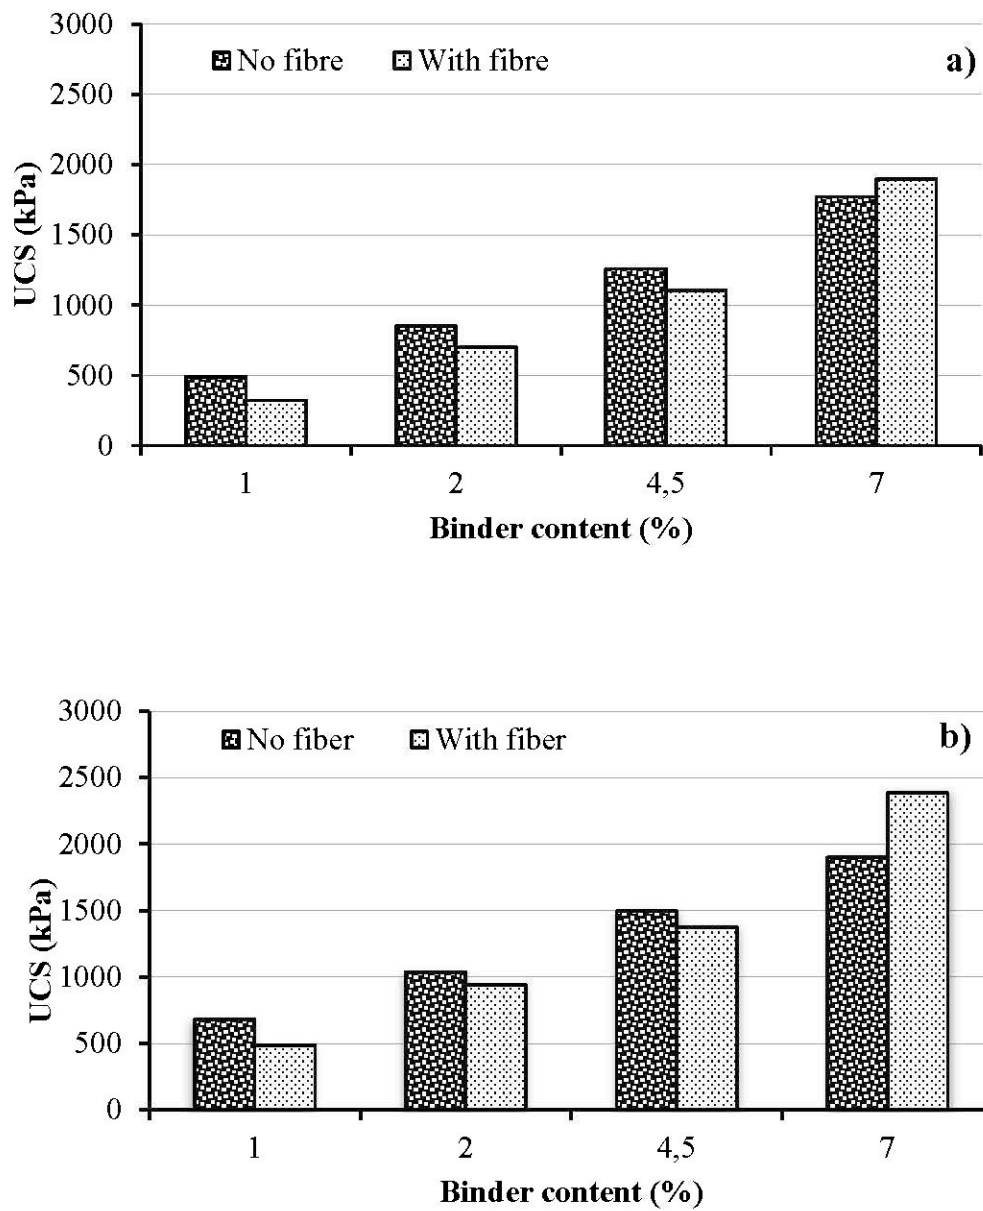 3000
No fibre With fibre a)
2500
2000
1500
1000
500
0
UCS (kPa)
1 2 4,5 7
Binder content (%)
3000
No fiber With fiber b)
2500
2000
1500
1000
500
0
UCS (kPa)
1 2 4,5 7
Binder content (%)